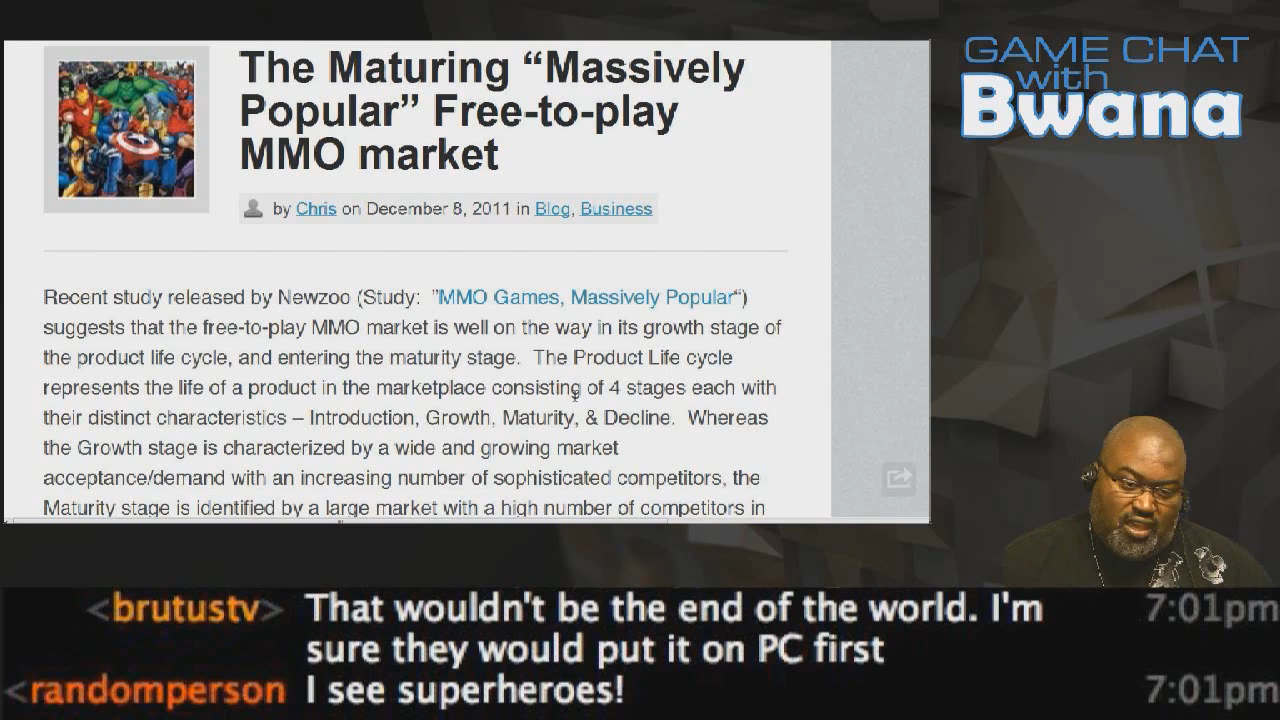 The Maturing “Massively
Popular” Free-to-play
MMO market
by Chris on December 8, 2011 in Blog, Business
Recent study released by Newzoo (Study:  ”MMO Games, Massively Popular“)
suggests that the free-to-play MMO market is well on the way in its growth stage of
the product life cycle, and entering the maturity stage.  The Product Life cycle
represents the life of a product in the marketplace consisting of 4 stages each with
their distinct characteristics – Introduction, Growth, Maturity, & Decline.  Whereas
the Growth stage is characterized by a wide and growing market
acceptance/demand with an increasing number of sophisticated competitors, the
Maturity stage is identified by a large market with a high number of competitors in
GAME CHAT
with
Bwana
<brutustv> That wouldn't be the end of the world. I'm 7:01pm
sure they would put it on PC first
<randomperson I see superheroes! 7:01pm